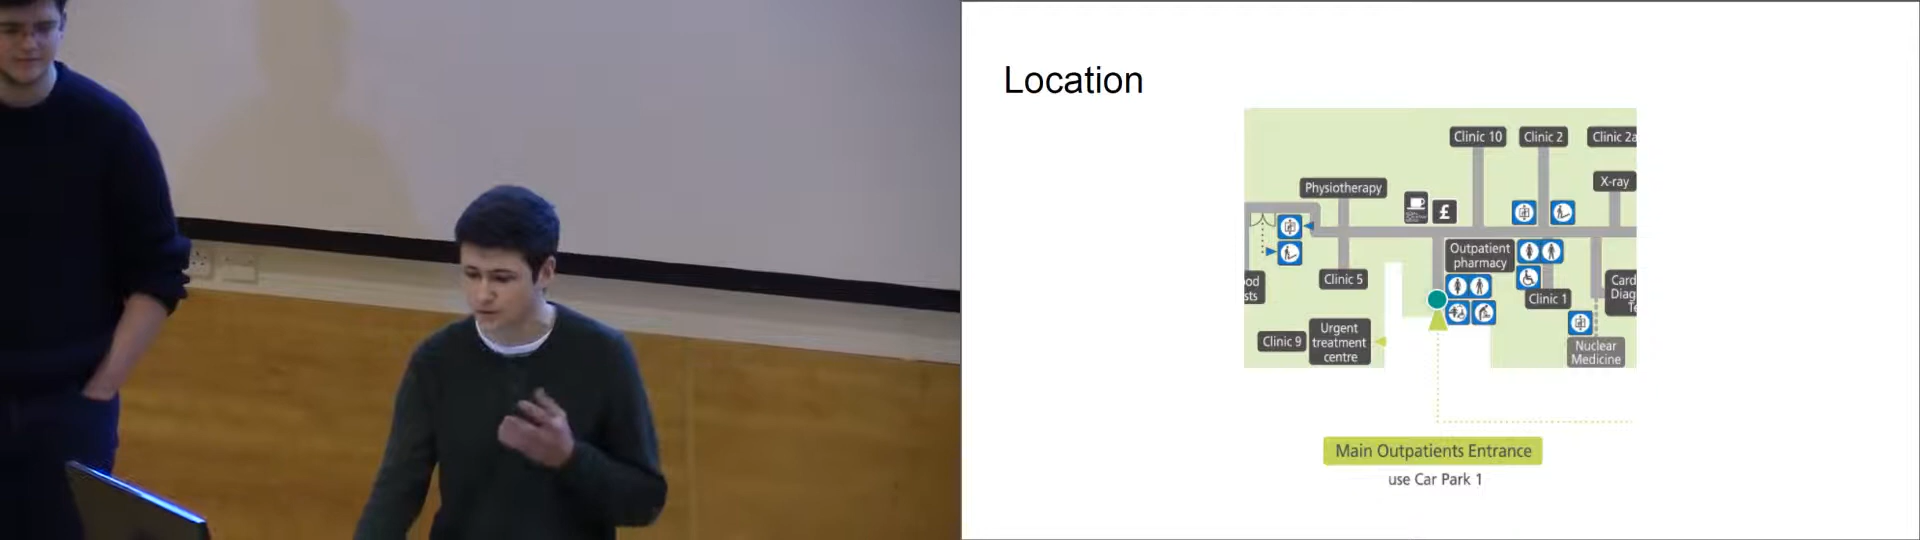 Location
Clinic 10
Clinic 2
Clinic 2a
X-ray
Physiotherapy
£
Outpatient
pharmacy
Clinic 5
Clinic 1
Urgent
treatment
centre
Clinic 9
Nuclear
Medicine
Main Outpatients Entrance
use Car Park 1